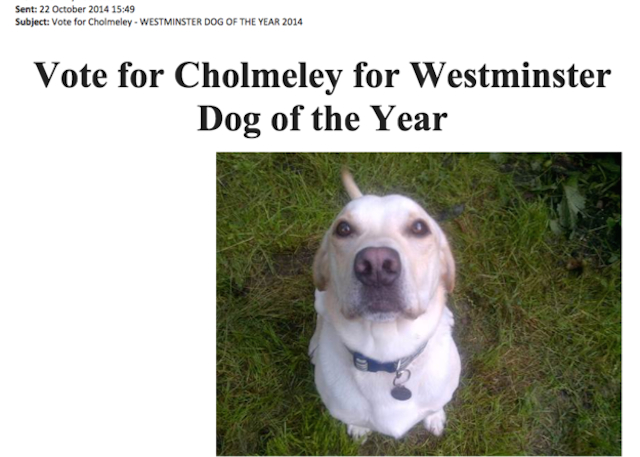 Sent: 22 October 2014 15:49
Subject: Vote for Cholmeley - WESTMINSTER DOG OF THE YEAR 2014
Vote for Cholmeley for Westminster
Dog of the Year